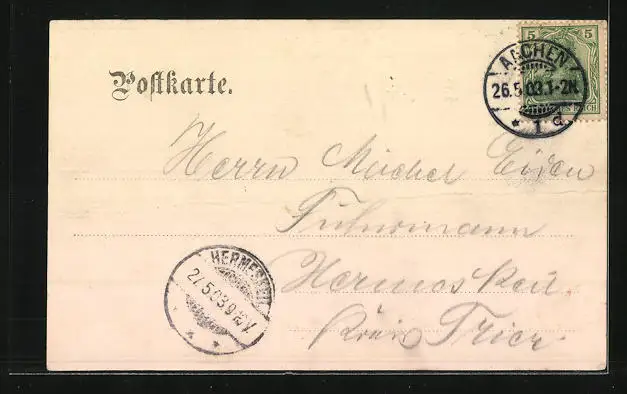 Postkarte.
5 5
AACHEN
26.5.03.1-2N.
* 1 d
Herrn Michel Eiden
Fuhrmann
Hermeskeil
Kreis Trier.
HERMESKEIL
27.5.03.9-10V.
* *